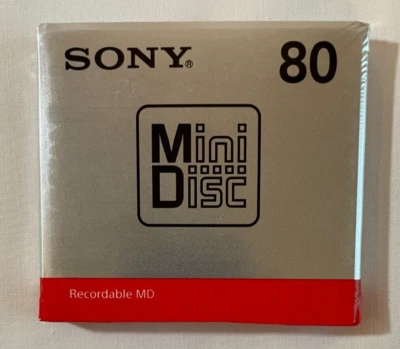 SONY® 80
Mini
Disc
Recordable MD